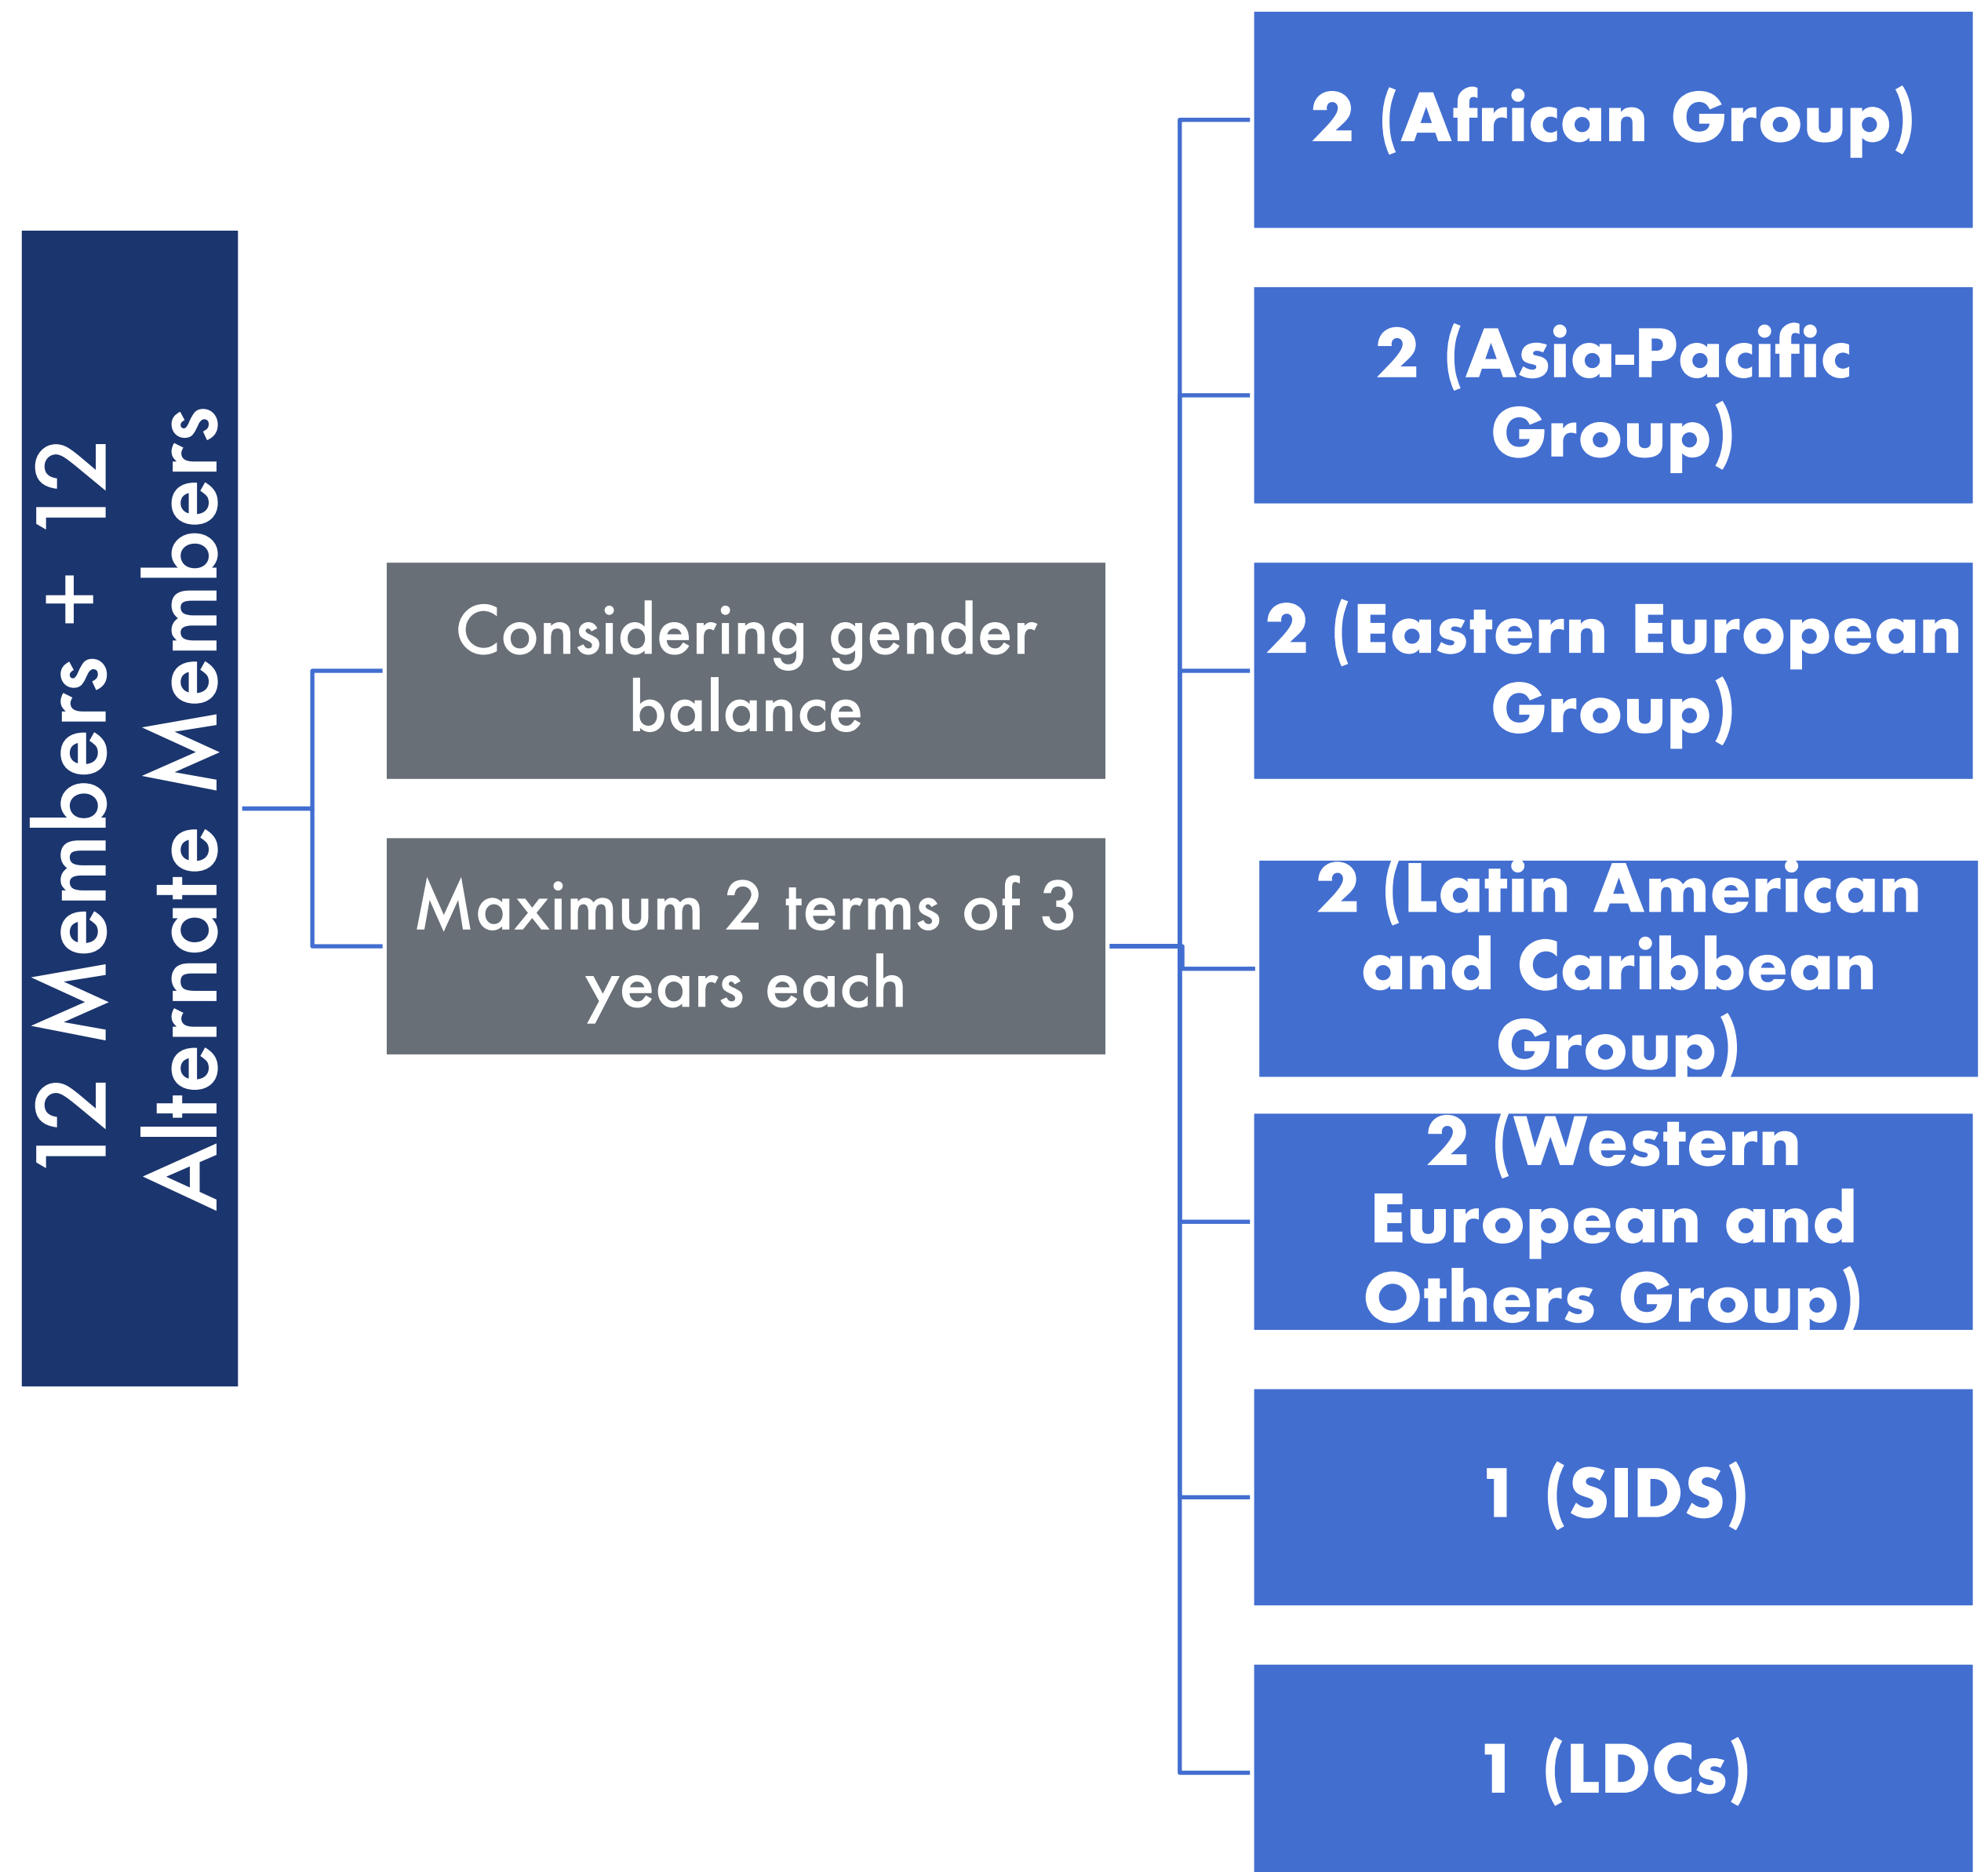 12 Members + 12
Alternate Members
Considering gender
balance
Maximum 2 terms of 3
years each
2 (African Group)
2 (Asia-Pacific
Group)
2 (Eastern European
Group)
2 (Latin American
and Caribbean
Group)
2 (Western
European and
Others Group)
1 (SIDS)
1 (LDCs)